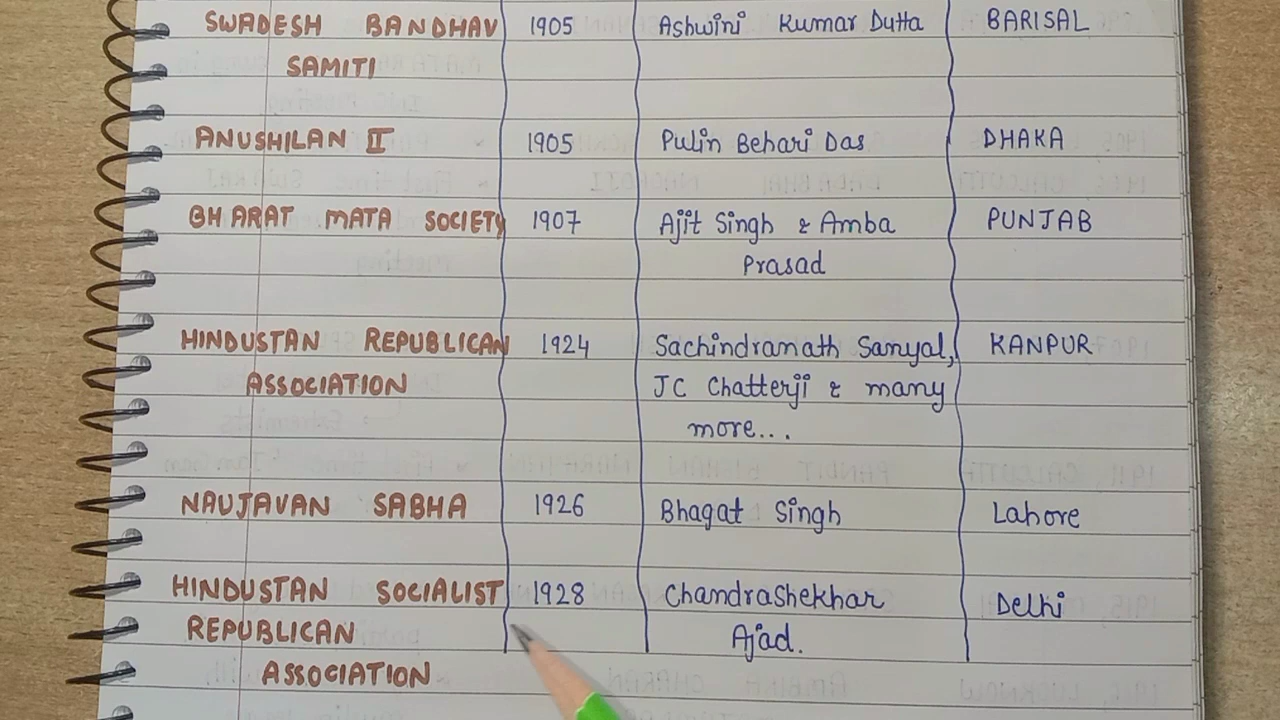 SWADESH BANDHAV 1905 Ashwini Kumar Dutta BARISAL
SAMITI
ANUSHILAN II 1905 Pulin Behari Das DHAKA
BHARAT MATA SOCIETY 1907 Ajit Singh & Amba PUNJAB
Prasad
HINDUSTAN REPUBLICAN 1924 Sachindranath Sanyal, KANPUR
ASSOCIATION JC Chatterji & many
more...
NAUJAVAN SABHA 1926 Bhagat Singh Lahore
HINDUSTAN SOCIALIST 1928 Chandrashekhar Delhi
REPUBLICAN Ajad.
ASSOCIATION